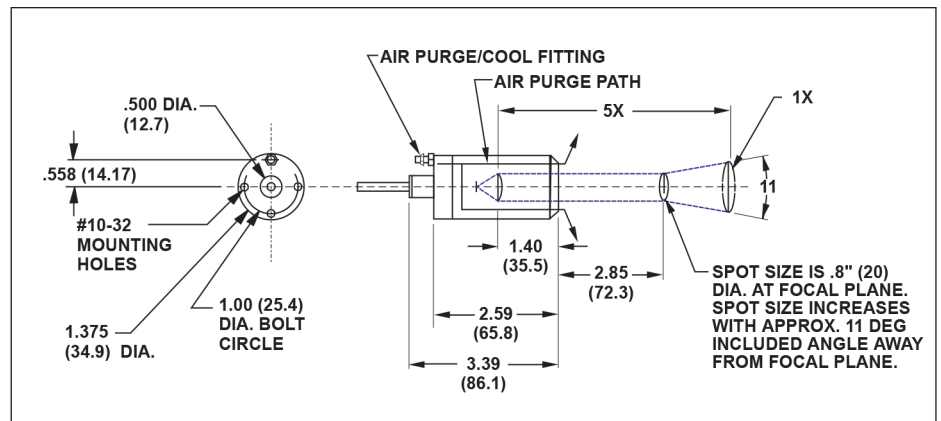 AIR PURGE/COOL FITTING
AIR PURGE PATH
.500 DIA.
(12.7)
5X
1X
.558 (14.17)
11
#10-32
MOUNTING
HOLES
1.40
(35.5)
2.85
(72.3)
SPOT SIZE IS .8" (20)
DIA. AT FOCAL PLANE.
SPOT SIZE INCREASES
WITH APPROX. 11 DEG
INCLUDED ANGLE AWAY
FROM FOCAL PLANE.
1.00 (25.4)
DIA. BOLT
CIRCLE
2.59
(65.8)
1.375
(34.9) DIA.
3.39
(86.1)